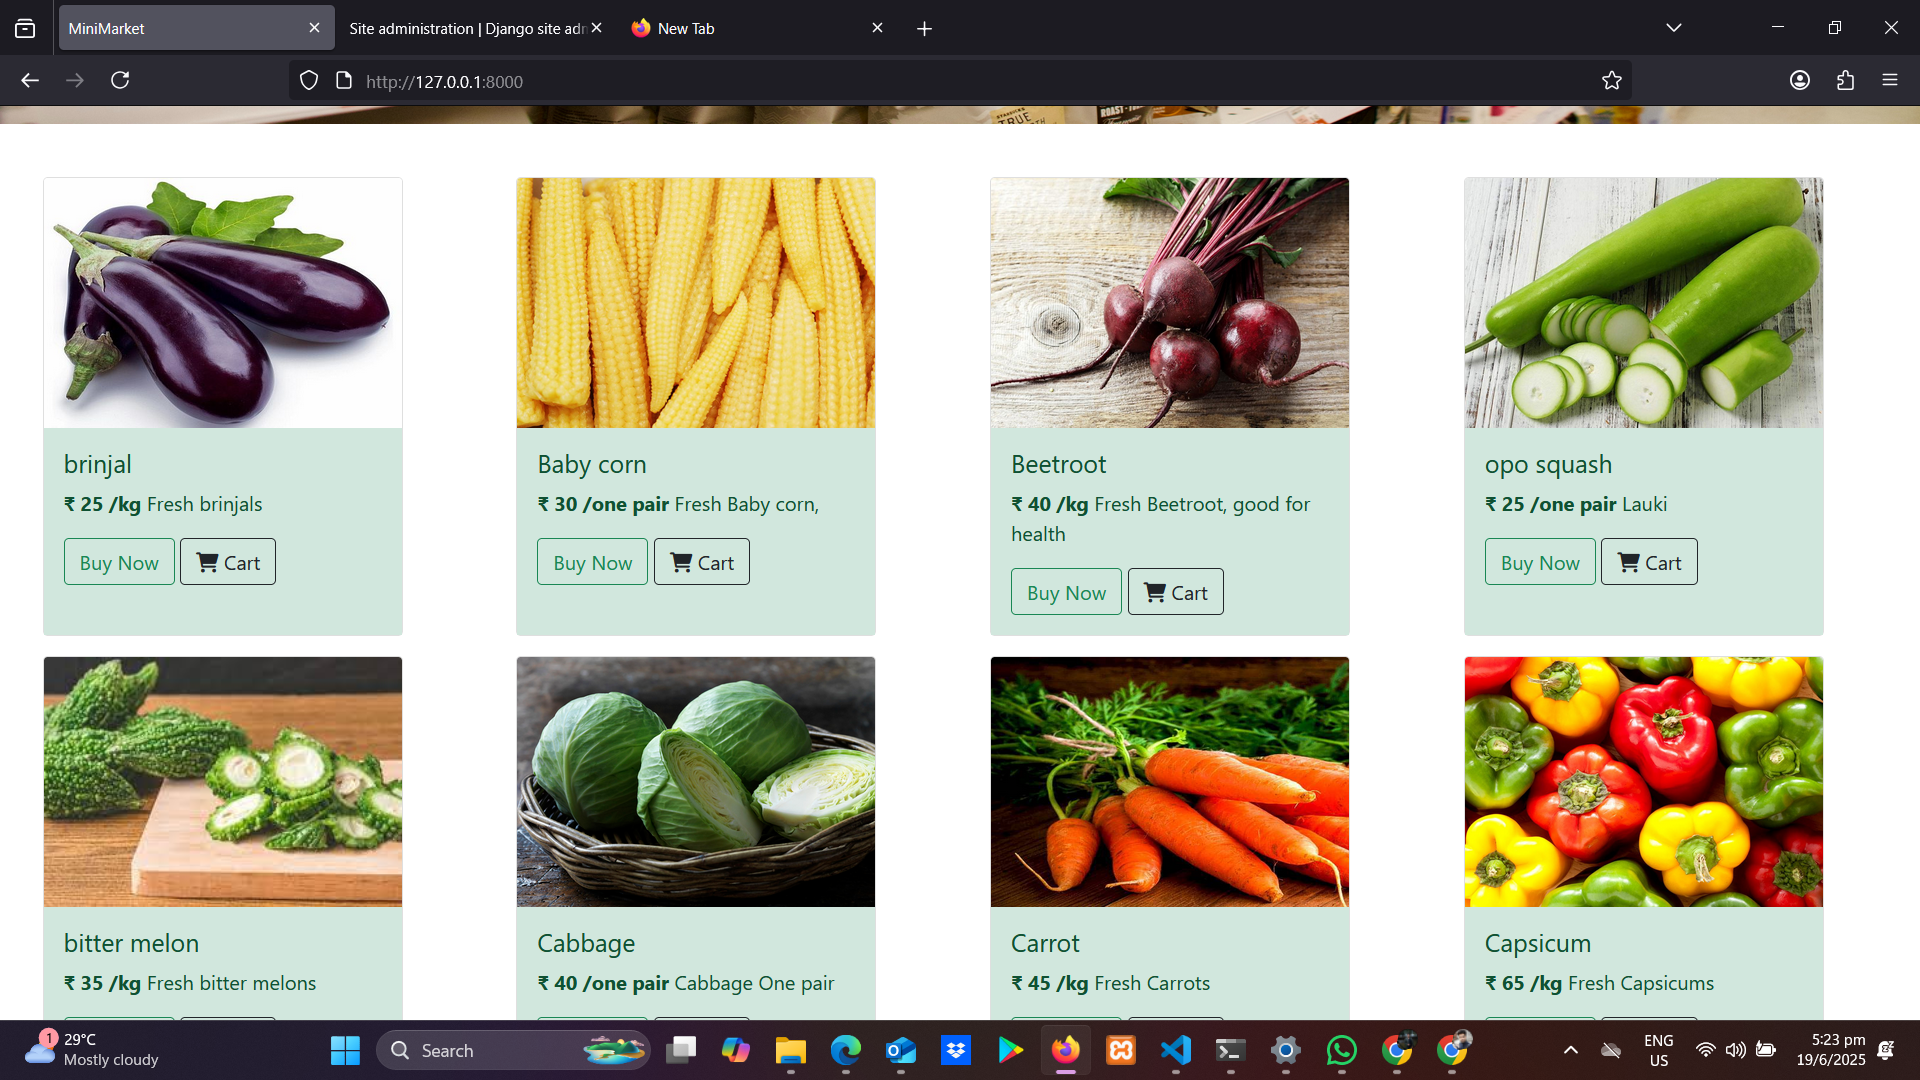 MiniMarket
Site administration | Django site adn
New Tab
http://127.0.0.1:8000
TRUE
ROAST
brinjal
₹ 25 /kg Fresh brinjals
Buy Now Cart
Baby corn
₹ 30 /one pair Fresh Baby corn,
Buy Now Cart
Beetroot
₹ 40 /kg Fresh Beetroot, good for
health
Buy Now Cart
opo squash
₹ 25 /one pair Lauki
Buy Now Cart
bitter melon
₹ 35 /kg Fresh bitter melons
Cabbage
₹ 40 /one pair Cabbage One pair
Carrot
₹ 45 /kg Fresh Carrots
Capsicum
₹ 65 /kg Fresh Capsicums
1
29°C
Mostly cloudy
Search
ENG
US
5:23 pm
19/6/2025